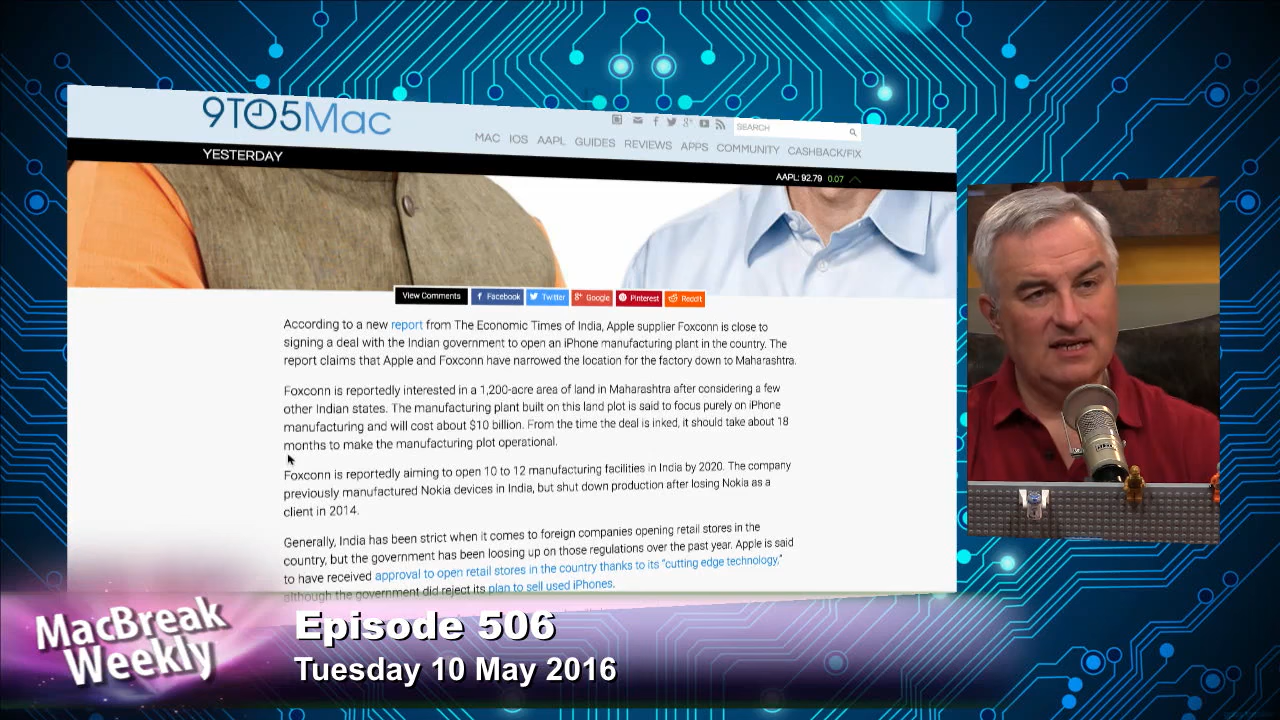 9TO5Mac
SEARCH
MAC IOS AAPL GUIDES REVIEWS APPS COMMUNITY CASHBACK/FIX
YESTERDAY
AAPL: 92.79 0.07
View Comments Facebook Twitter Google Pinterest Reddit
According to a new report from The Economic Times of India, Apple supplier Foxconn is close to
signing a deal with the Indian government to open an iPhone manufacturing plant in the country. The
report claims that Apple and Foxconn have narrowed the location for the factory down to Maharashtra.
Foxconn is reportedly interested in a 1,200-acre area of land in Maharashtra after considering a few
other Indian states. The manufacturing plant built on this land plot is said to focus purely on iPhone
manufacturing and will cost about $10 billion. From the time the deal is inked, it should take about 18
months to make the manufacturing plot operational.
Foxconn is reportedly aiming to open 10 to 12 manufacturing facilities in India by 2020. The company
previously manufactured Nokia devices in India, but shut down production after losing Nokia as a
client in 2014.
Generally, India has been strict when it comes to foreign companies opening retail stores in the
country, but the government has been loosing up on those regulations over the past year. Apple is said
to have received approval to open retail stores in the country thanks to its "cutting edge technology,"
although the government did reject its plan to sell used iPhones.
MacBreak
Weekly
Episode 506
Tuesday 10 May 2016